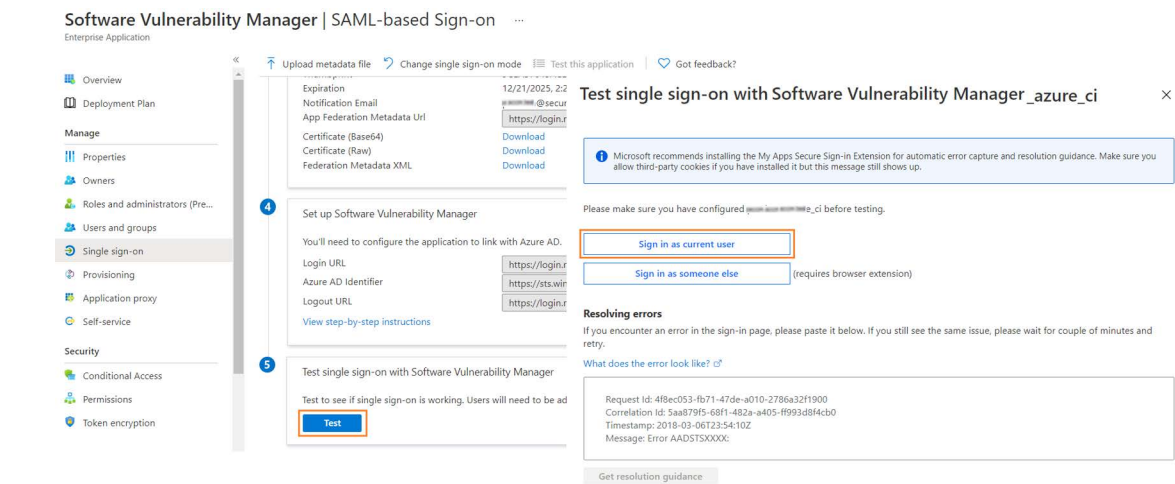 Software Vulnerability Manager | SAML-based Sign-on ...
Enterprise Application
«
Overview
Deployment Plan
Manage
Properties
Owners
Roles and administrators (Pre...
Users and groups
Single sign-on
Provisioning
Application proxy
Self-service
Security
Conditional Access
Permissions
Token encryption
Upload metadata file Change single sign-on mode Test this application Got feedback?
Expiration 12/21/2025, 2:2
Notification Email @secur
App Federation Metadata Url https://login.r
Certificate (Base64) Download
Certificate (Raw) Download
Federation Metadata XML Download
4
Set up Software Vulnerability Manager
You'll need to configure the application to link with Azure AD.
Login URL https://login.r
Azure AD Identifier https://sts.win
Logout URL https://login.r
View step-by-step instructions
5
Test single sign-on with Software Vulnerability Manager
Test to see if single sign-on is working. Users will need to be ad
Test
Test single sign-on with Software Vulnerability Manager_azure_ci
Microsoft recommends installing the My Apps Secure Sign-in Extension for automatic error capture and resolution guidance. Make sure you
allow third-party cookies if you have installed it but this message still shows up.
Please make sure you have configured e_ci before testing.
Sign in as current user
Sign in as someone else (requires browser extension)
Resolving errors
If you encounter an error in the sign-in page, please paste it below. If you still see the same issue, please wait for couple of minutes and
retry.
What does the error look like?
Request Id: 4f8ec053-fb71-47de-a010-2786a32f1900
Correlation Id: 5aa879f5-68f1-482a-a405-ff993d8f4cb0
Timestamp: 2018-03-06T23:54:10Z
Message: Error AADSTSXXXX:
Get resolution guidance